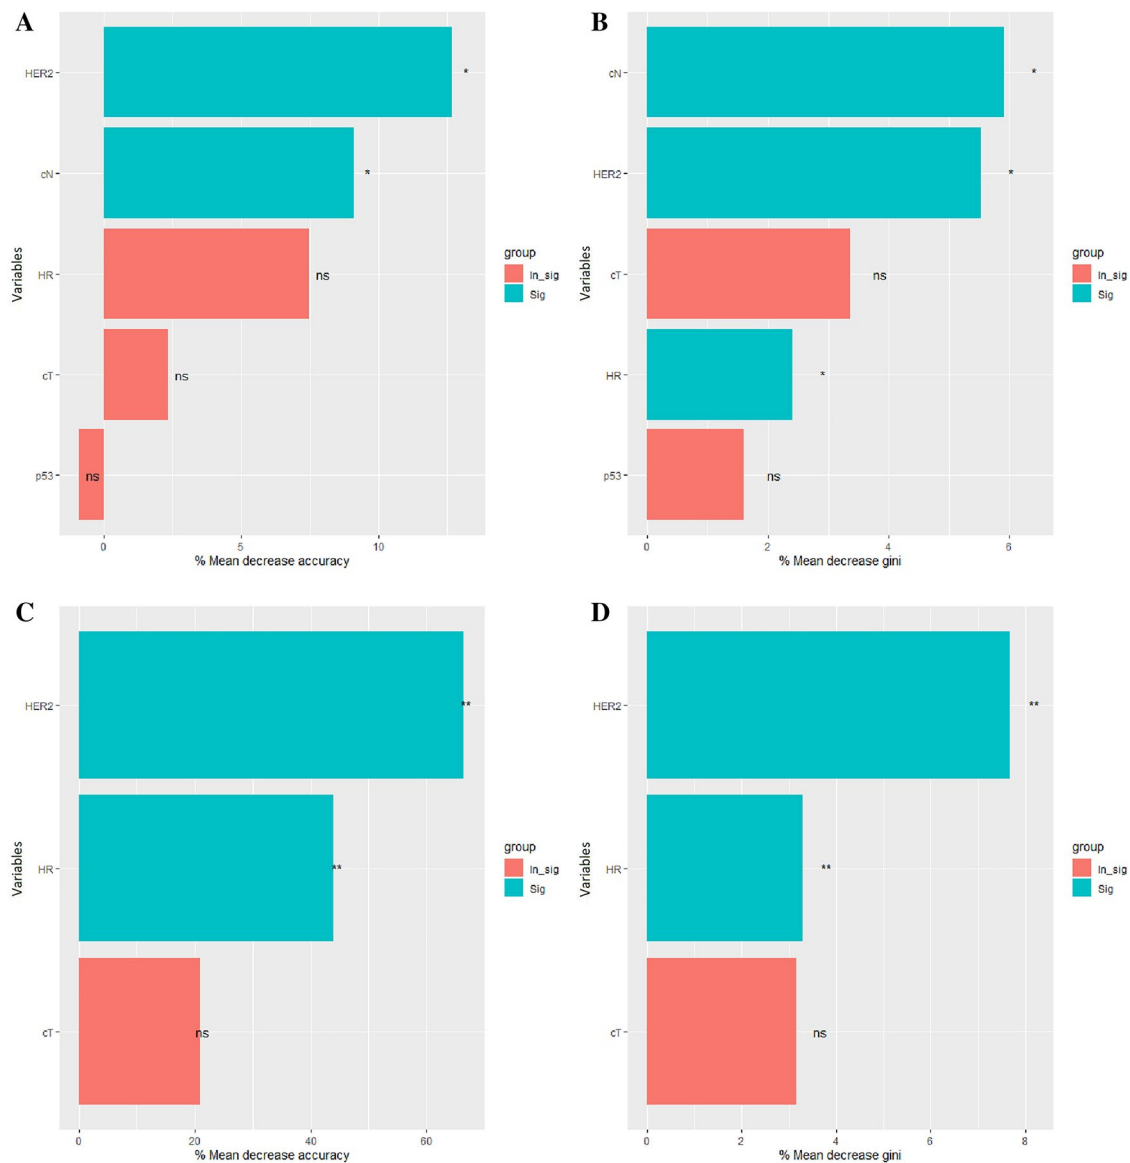 A
HER2
*
cN
*
HR
ns
cT
ns
p53
ns
Variables
0
5
10
% Mean decrease accuracy
group
In_sig
Sig
B
cN
*
HER2
*
cT
ns
HR
*
p53
ns
Variables
0
2
4
6
% Mean decrease gini
group
In_sig
Sig
C
HER2
**
HR
**
cT
ns
Variables
0
20
40
60
% Mean decrease accuracy
group
In_sig
Sig
D
HER2
**
HR
**
cT
ns
Variables
0
2
4
6
8
% Mean decrease gini
group
In_sig
Sig